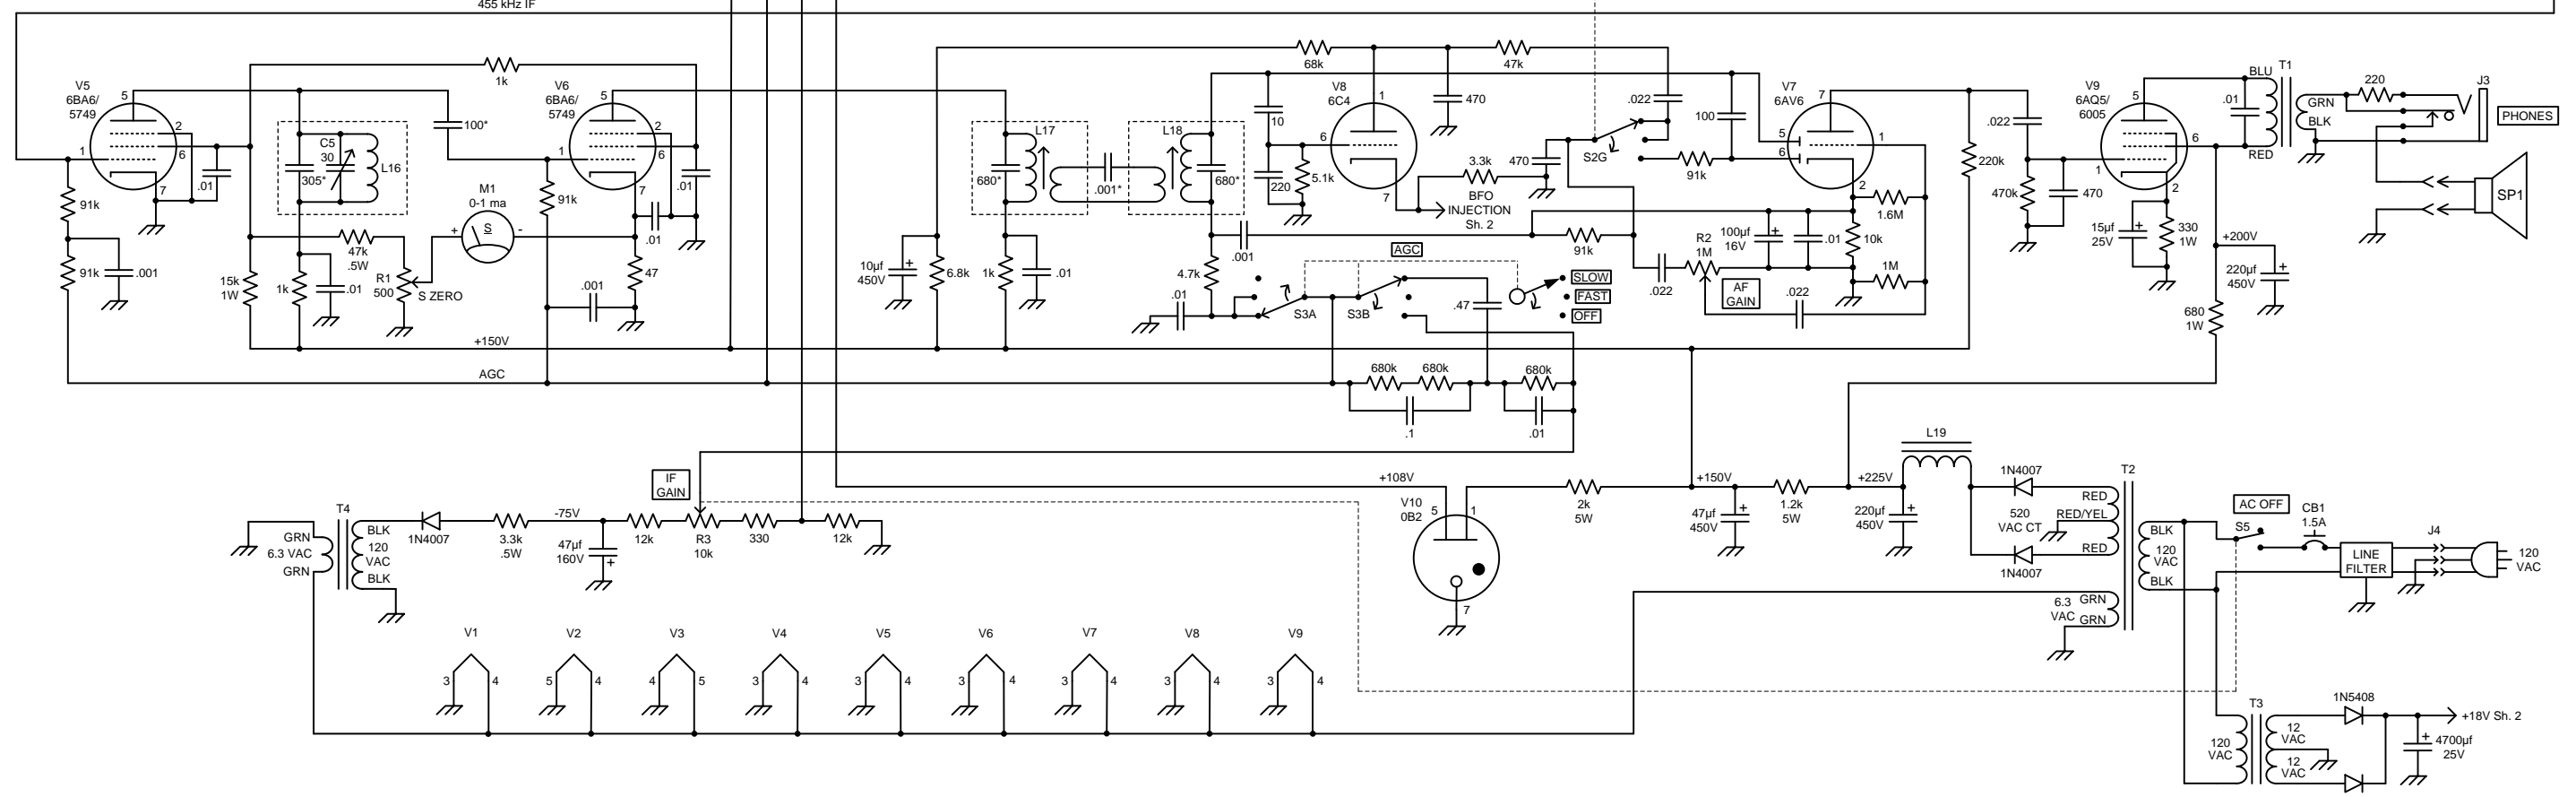 455 kHz IF
V5
6BA6/
5749
5
2
6
1
7
91k
91k
.001
.01
1k
C5
30
305*
L16
100*
M1
0-1 ma
S
+
-
47k
.5W
R1
500
S ZERO
15k
1W
1k
.01
V6
6BA6/
5749
5
2
6
1
7
91k
.01
.01
47
.001
+150V
AGC
10µf
450V
+
6.8k
L17
680*
1k
.01
.001*
L18
680*
.001
4.7k
.01
68k
47k
10
220
5.1k
V8
6C4
1
6
7
470
3.3k
BFO
INJECTION
Sh. 2
470
.022
S2G
91k
100
V7
6AV6
7
5
6
1
2
1.6M
10k
1M
.01
100µf
16V
+
91k
R2
1M
.022
AF
GAIN
.022
AGC
S3A
S3B
.47
SLOW
FAST
OFF
680k
680k
680k
.1
.01
220k
.022
470k
470
V9
6AQ5/
6005
5
6
1
2
15µf
25V
+
330
1W
+200V
220µf
450V
+
680
1W
.01
BLU
RED
T1
GRN
BLK
220
J3
PHONES
SP1
IF
GAIN
T4
GRN
6.3 VAC
GRN
BLK
120
VAC
BLK
1N4007
3.3k
.5W
-75V
47µf
160V
+
12k
R3
10k
330
12k
+108V
V10
0B2
5
1
7
2k
5W
+150V
47µf
450V
+
1.2k
5W
+225V
220µf
450V
+
L19
1N4007
1N4007
520
VAC CT
T2
RED
RED/YEL
RED
6.3
VAC
GRN
GRN
BLK
120
VAC
BLK
AC OFF
S5
CB1
1.5A
LINE
FILTER
J4
120
VAC
V1
3
4
V2
5
4
V3
4
5
V4
3
4
V5
3
4
V6
3
4
V7
3
4
V8
3
4
V9
3
4
T3
120
VAC
12
VAC
12
VAC
1N5408
+18V Sh. 2
4700µf
25V
+